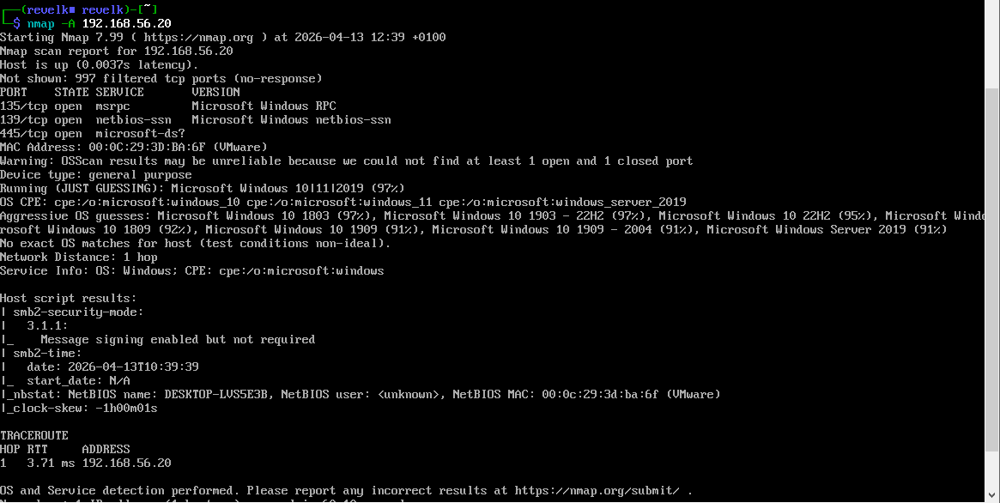 ┌──(revelk■ revelk)-[~]
└─$ nmap -A 192.168.56.20
Starting Nmap 7.99 ( https://nmap.org ) at 2026-04-13 12:39 +0100
Nmap scan report for 192.168.56.20
Host is up (0.0037s latency).
Not shown: 997 filtered tcp ports (no-response)
PORT    STATE SERVICE       VERSION
135/tcp open  msrpc         Microsoft Windows RPC
139/tcp open  netbios-ssn   Microsoft Windows netbios-ssn
445/tcp open  microsoft-ds?
MAC Address: 00:0C:29:3D:BA:6F (VMware)
Warning: OSScan results may be unreliable because we could not find at least 1 open and 1 closed port
Device type: general purpose
Running (JUST GUESSING): Microsoft Windows 10|11|2019 (97%)
OS CPE: cpe:/o:microsoft:windows_10 cpe:/o:microsoft:windows_11 cpe:/o:microsoft:windows_server_2019
Aggressive OS guesses: Microsoft Windows 10 1803 (97%), Microsoft Windows 10 1903 - 22H2 (97%), Microsoft Windows 10 22H2 (95%), Microsoft Windo
rosoft Windows 10 1809 (92%), Microsoft Windows 10 1909 (91%), Microsoft Windows 10 1909 - 2004 (91%), Microsoft Windows Server 2019 (91%)
No exact OS matches for host (test conditions non-ideal).
Network Distance: 1 hop
Service Info: OS: Windows; CPE: cpe:/o:microsoft:windows
Host script results:
| smb2-security-mode:
|   3.1.1:
|_    Message signing enabled but not required
| smb2-time:
|   date: 2026-04-13T10:39:39
|_  start_date: N/A
|_nbstat: NetBIOS name: DESKTOP-LVS5E3B, NetBIOS user: <unknown>, NetBIOS MAC: 00:0c:29:3d:ba:6f (VMware)
|_clock-skew: -1h00m01s
TRACEROUTE
HOP RTT     ADDRESS
1   3.71 ms 192.168.56.20
OS and Service detection performed. Please report any incorrect results at https://nmap.org/submit/ .